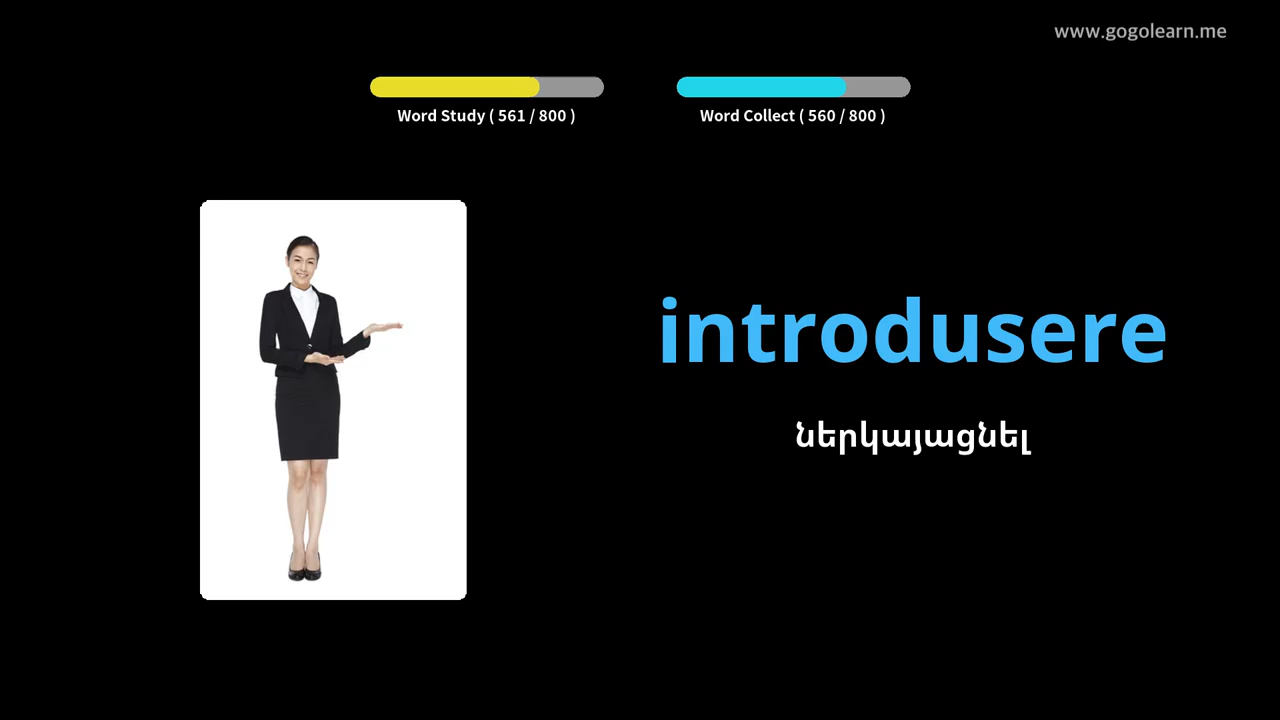 www.gogolearn.me
Word Study ( 561 / 800 )
Word Collect ( 560 / 800 )
introdusere
ներկայացնել